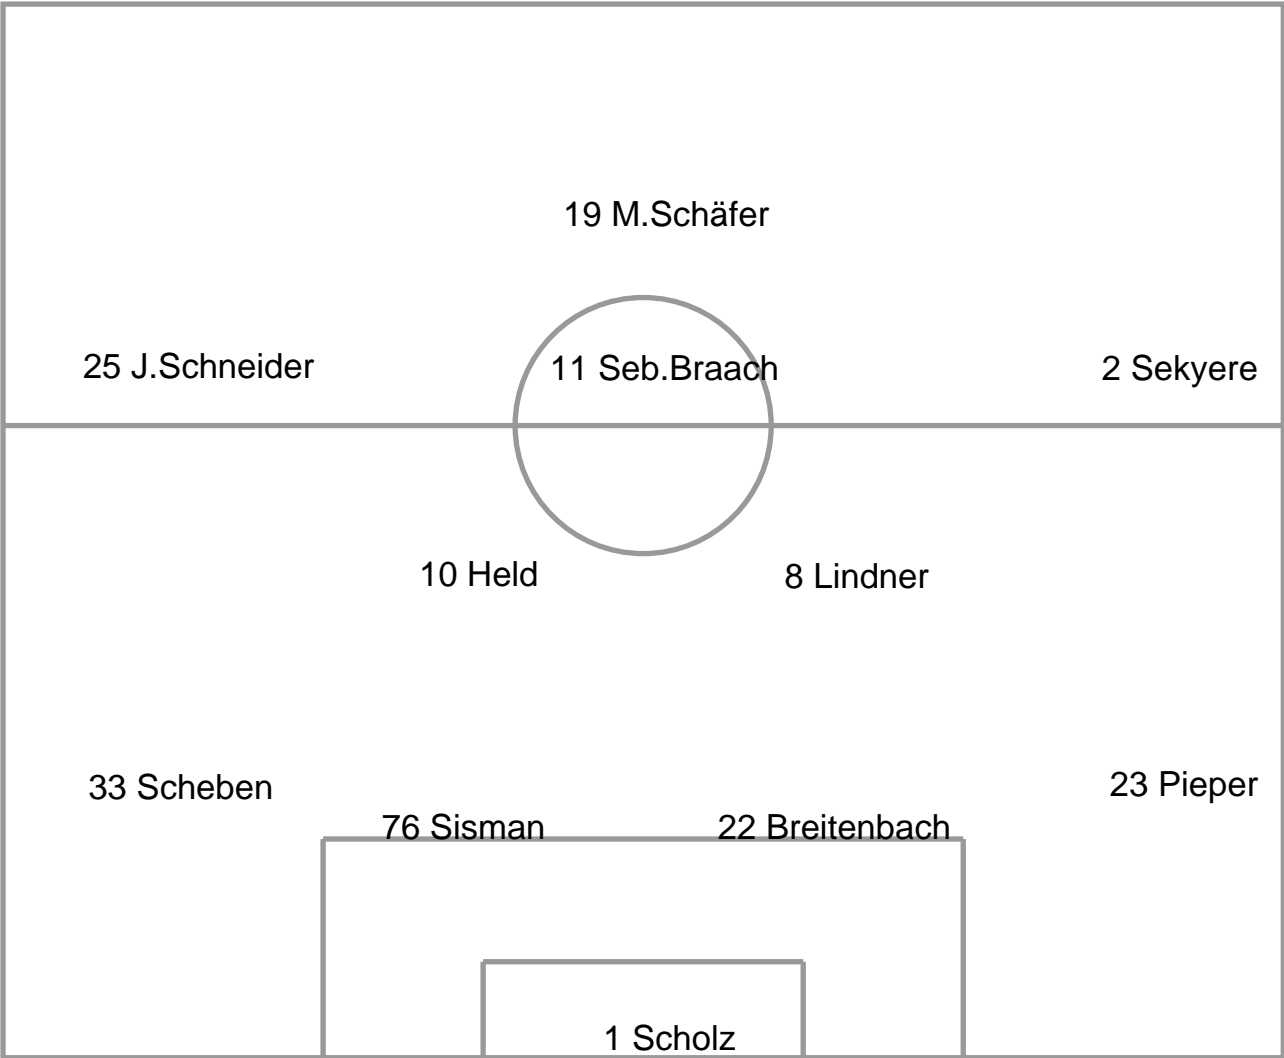 19 M.Schäfer
25 J.Schneider
11 Seb.Braach
2 Sekyere
10 Held
8 Lindner
33 Scheben
23 Pieper
76 Sisman
22 Breitenbach
1 Scholz